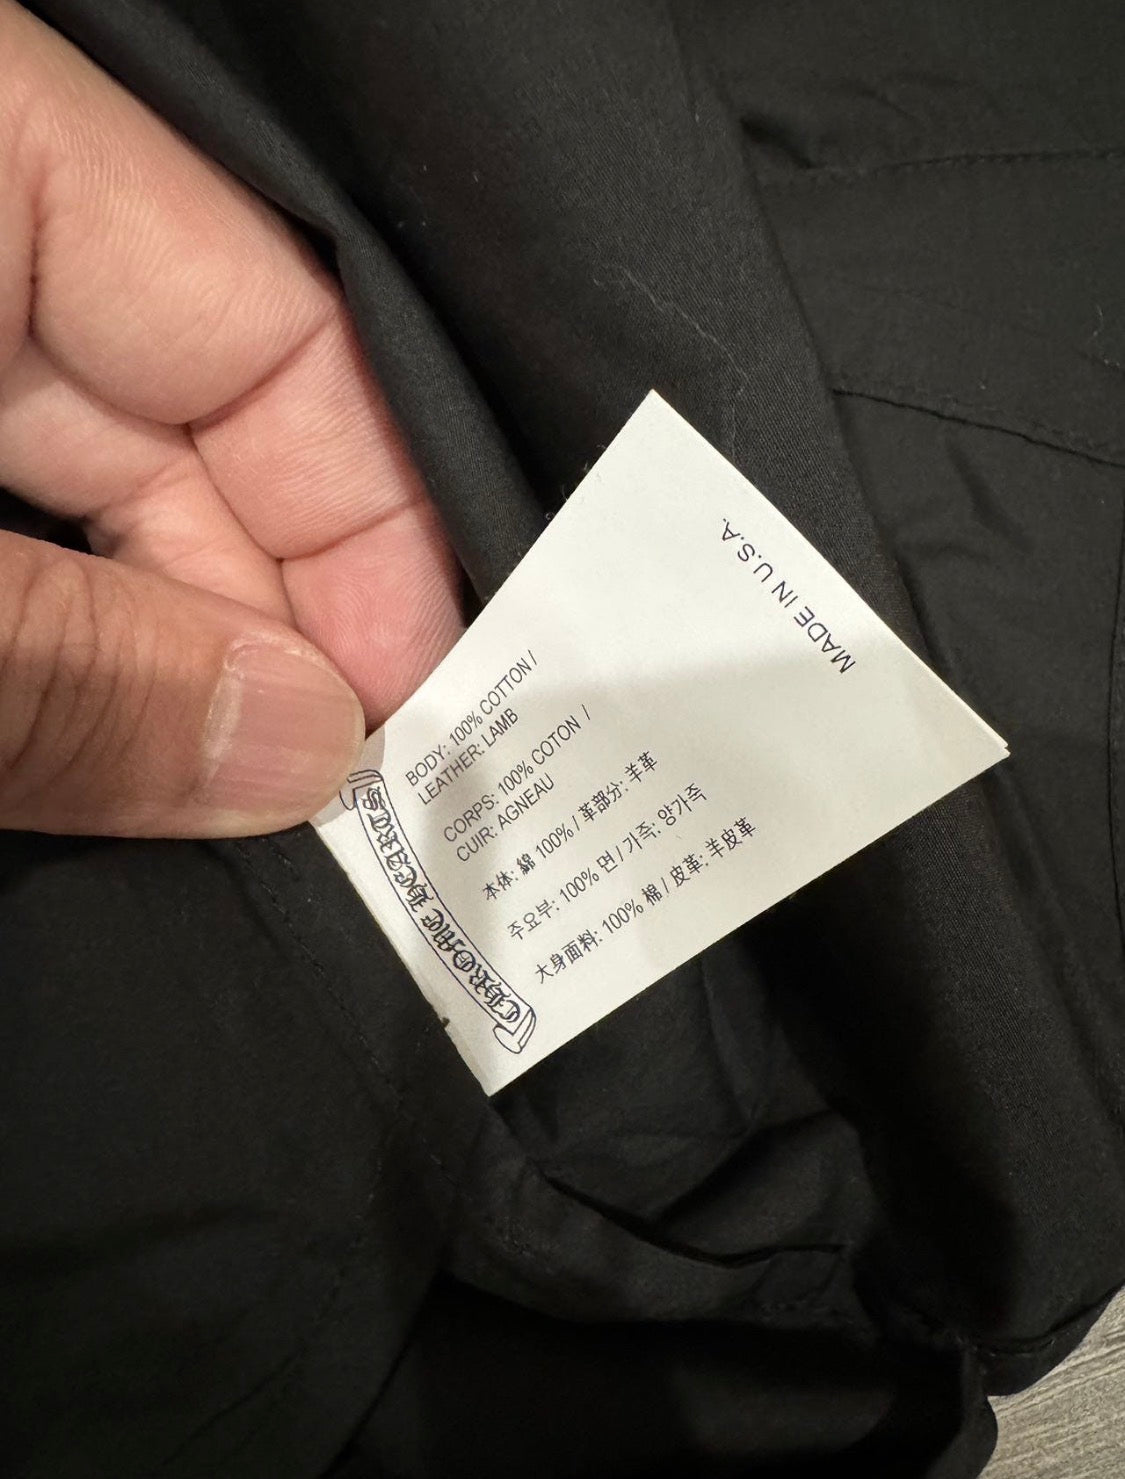 CHROME HEARTS
BODY: 100% COTTON /
LEATHER: LAMB
CORPS: 100% COTON /
CUIR: AGNEAU
本体: 綿 100% / 革部分: 羊革
주요부: 100% 면 / 가죽: 양가죽
大身面料: 100% 棉 / 皮革: 羊皮革
MADE IN U.S.A.